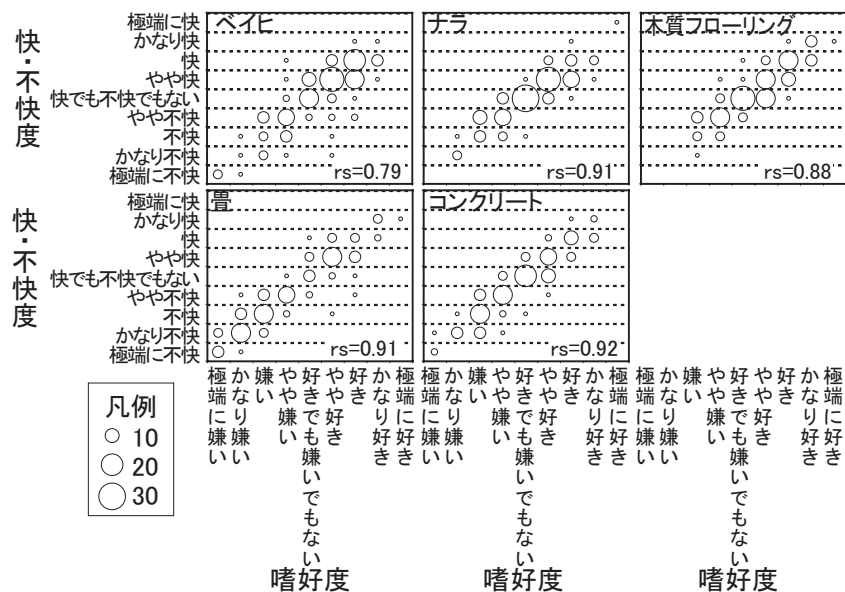 快・不快度
極端に快
かなり快
快
やや快
快でも不快でもない
やや不快
不快
かなり不快
極端に不快
ベイヒ
rs=0.79
ナラ
rs=0.91
木質フローリング
rs=0.88
快・不快度
極端に快
かなり快
快
やや快
快でも不快でもない
やや不快
不快
かなり不快
極端に不快
畳
rs=0.91
コンクリート
rs=0.92
凡例
10
20
30
極端に嫌い
かなり嫌い
嫌い
やや嫌い
好きでも嫌いでもない
やや好き
好き
かなり好き
極端に好き
嗜好度
極端に嫌い
かなり嫌い
嫌い
やや嫌い
好きでも嫌いでもない
やや好き
好き
かなり好き
極端に好き
嗜好度
極端に嫌い
かなり嫌い
嫌い
やや嫌い
好きでも嫌いでもない
やや好き
好き
かなり好き
極端に好き
嗜好度